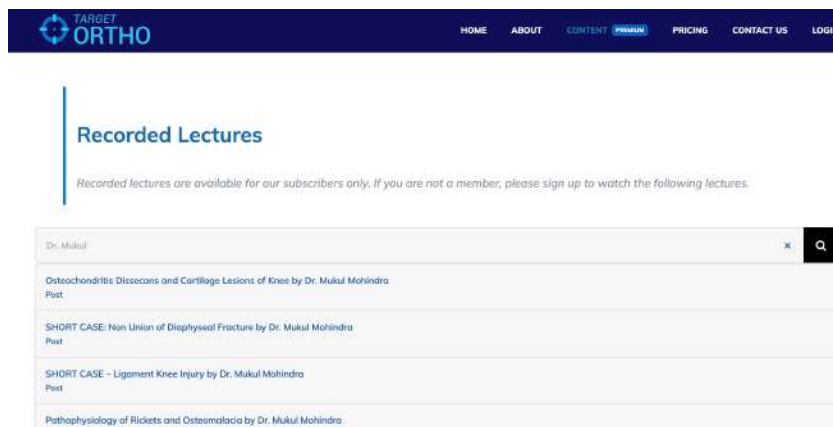 TARGET
ORTHO
HOME ABOUT CONTENT PREMIUM PRICING CONTACT US LOGI
Recorded Lectures
Recorded lectures are available for our subscribers only. If you are not a member, please sign up to watch the following lectures.
Dr. Mukul
Osteochondritis Dissecans and Cartilage Lesions of Knee by Dr. Mukul Mohindra
Post
SHORT CASE: Non Union of Diaphyseal Fracture by Dr. Mukul Mohindra
Post
SHORT CASE – Ligament Knee Injury by Dr. Mukul Mohindra
Post
Pathophysiology of Rickets and Osteomalacia by Dr. Mukul Mohindra